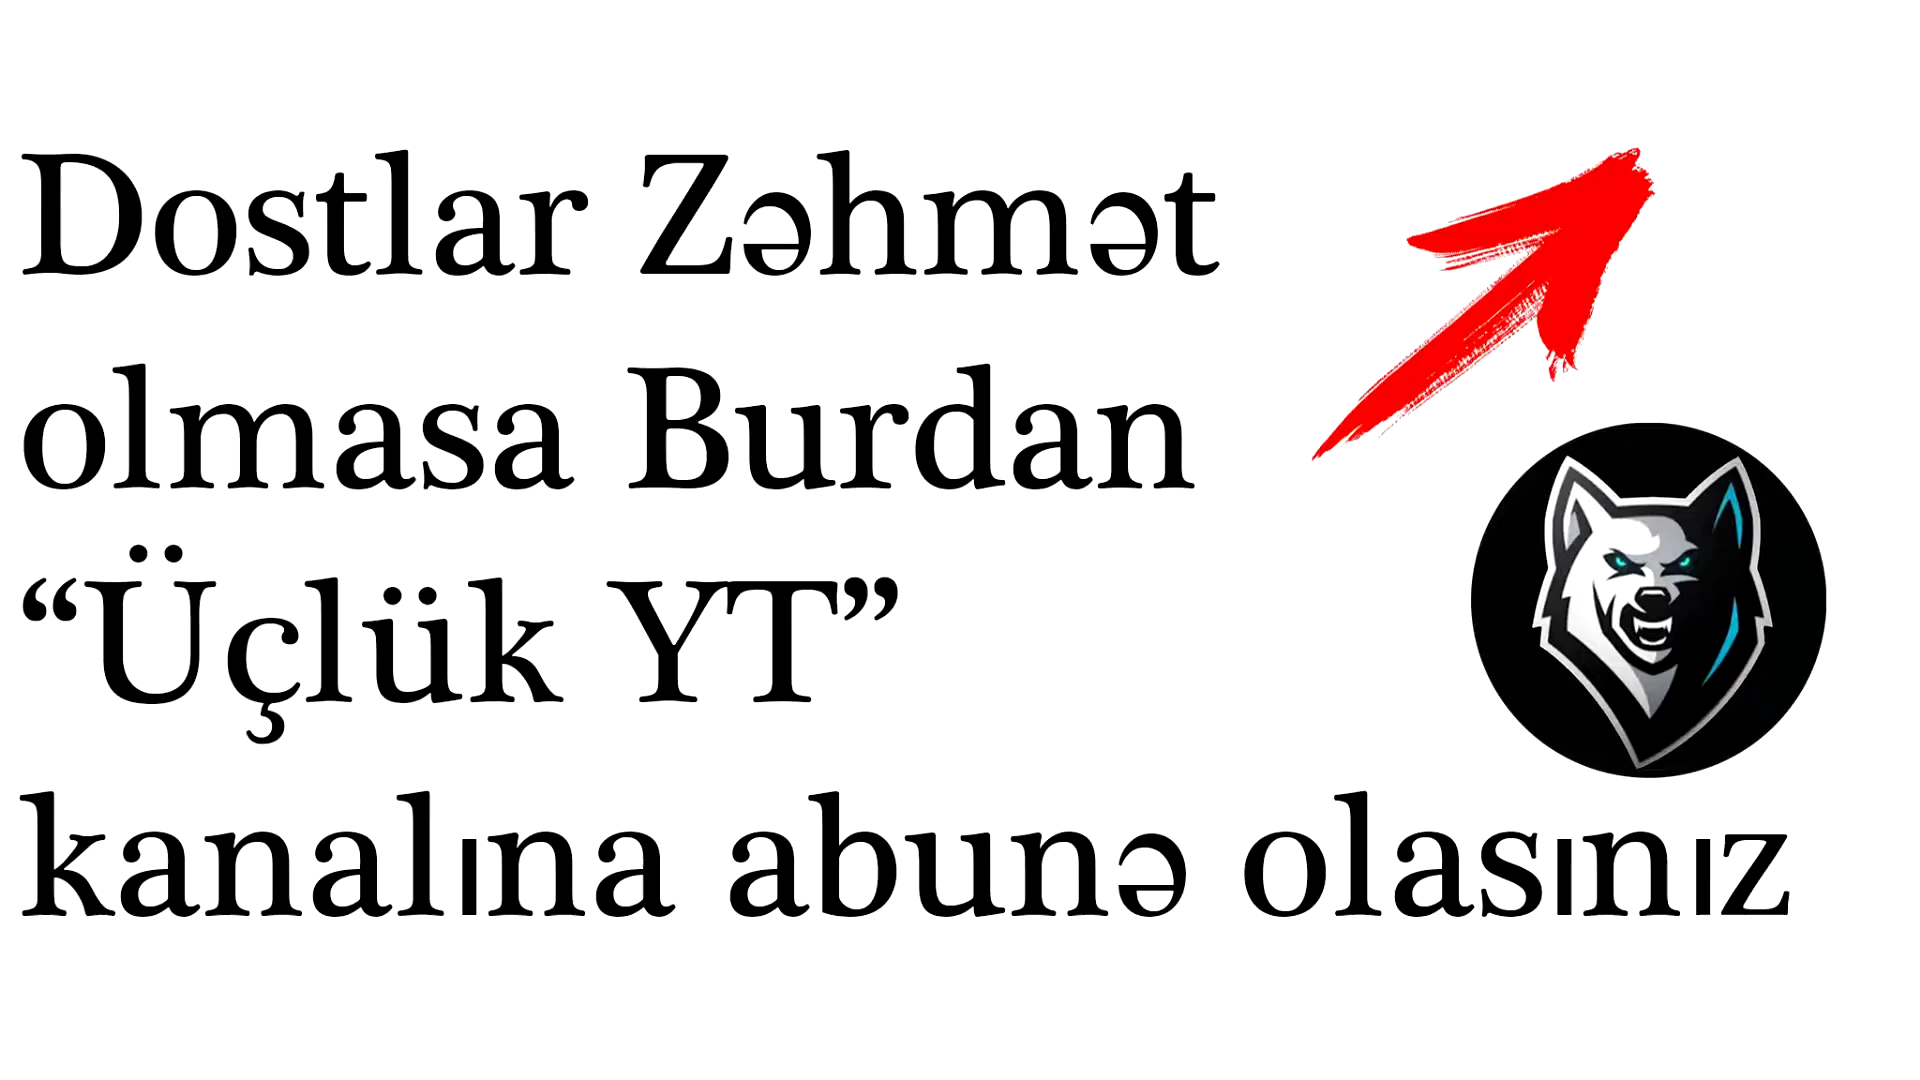 Dostlar Zəhmət
olmasa Burdan
“Üçlük YT”
kanalına abunə olasınız